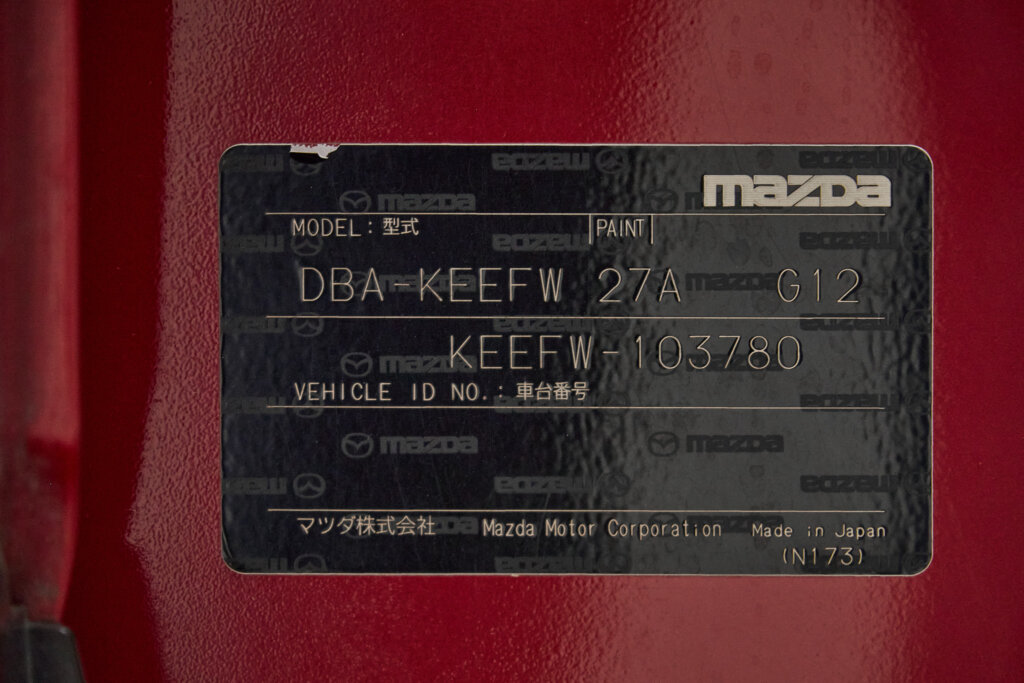 mazda
MODEL：型式 PAINT
DBA-KEEFW 27A G12
KEEFW-103780
VEHICLE ID NO.：車台番号
マツダ株式会社 Mazda Motor Corporation Made in Japan
(N173)